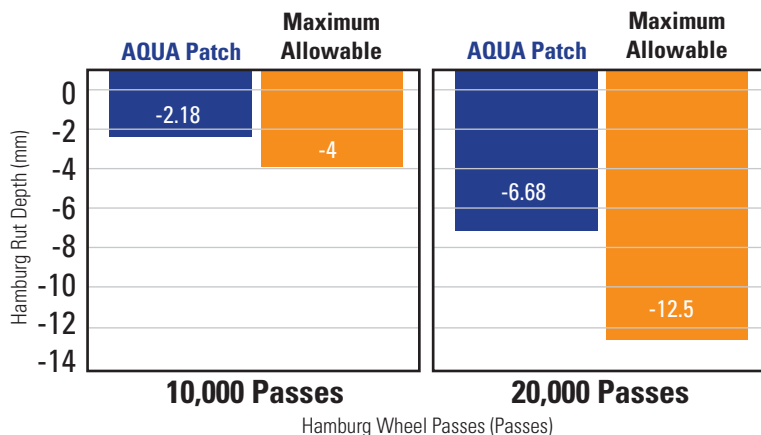 AQUA Patch
Maximum
Allowable
AQUA Patch
Maximum
Allowable
Hamburg Rut Depth (mm)
0
-2
-4
-6
-8
-10
-12
-14
-2.18
-4
-6.68
-12.5
10,000 Passes
20,000 Passes
Hamburg Wheel Passes (Passes)